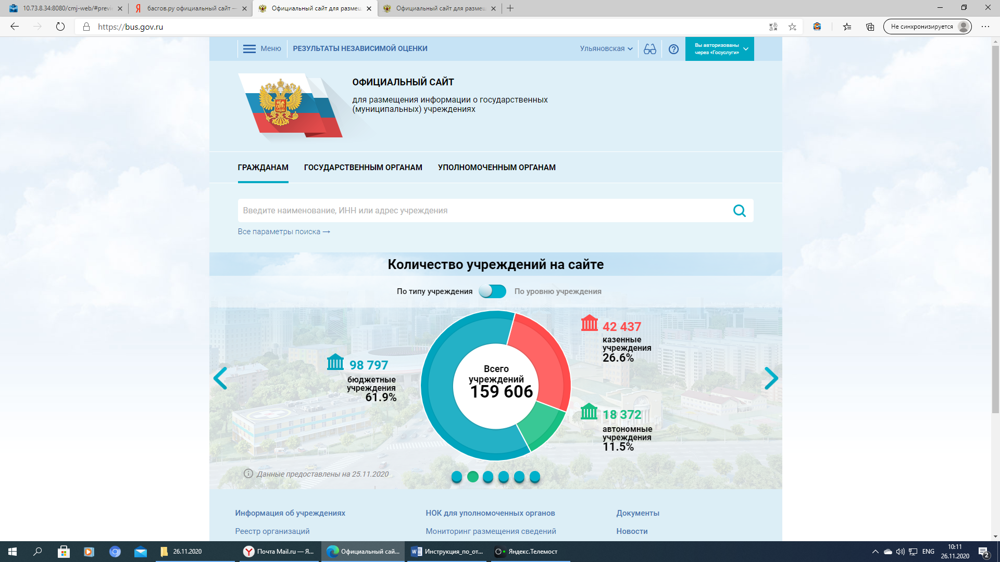 10.73.8.34:8080/cmj-web/#previ
басгов.ру официальный сайт —
Официальный сайт для размещ
Официальный сайт для размещ
https://bus.gov.ru
Не синхронизируется
Меню
РЕЗУЛЬТАТЫ НЕЗАВИСИМОЙ ОЦЕНКИ
Ульяновская
Вы авторизованы
через «Госуслуги»
ОФИЦИАЛЬНЫЙ САЙТ
для размещения информации о государственных
(муниципальных) учреждениях
ГРАЖДАНАМ
ГОСУДАРСТВЕННЫМ ОРГАНАМ
УПОЛНОМОЧЕННЫМ ОРГАНАМ
Введите наименование, ИНН или адрес учреждения
Все параметры поиска →
Количество учреждений на сайте
По типу учреждения
По уровню учреждения
98 797
бюджетные
учреждения
61.9%
Всего
учреждений
159 606
42 437
казенные
учреждения
26.6%
18 372
автономные
учреждения
11.5%
Данные предоставлены на 25.11.2020
Информация об учреждениях
НОК для уполномоченных органов
Документы
Реестр организаций
Мониторинг размещения сведений
Новости
26.11.2020
Почта Mail.ru — Я...
Официальный сай...
Инструкция_по_от...
Яндекс.Телемост
ENG
10:11
26.11.2020
2